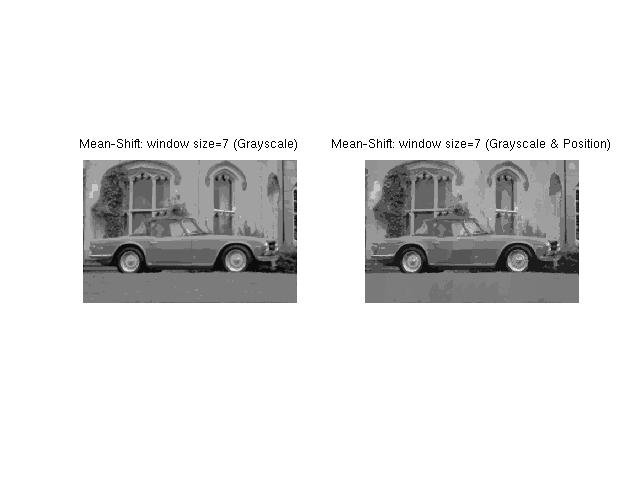 Mean-Shift: window size=7 (Grayscale)
Mean-Shift: window size=7 (Grayscale & Position)